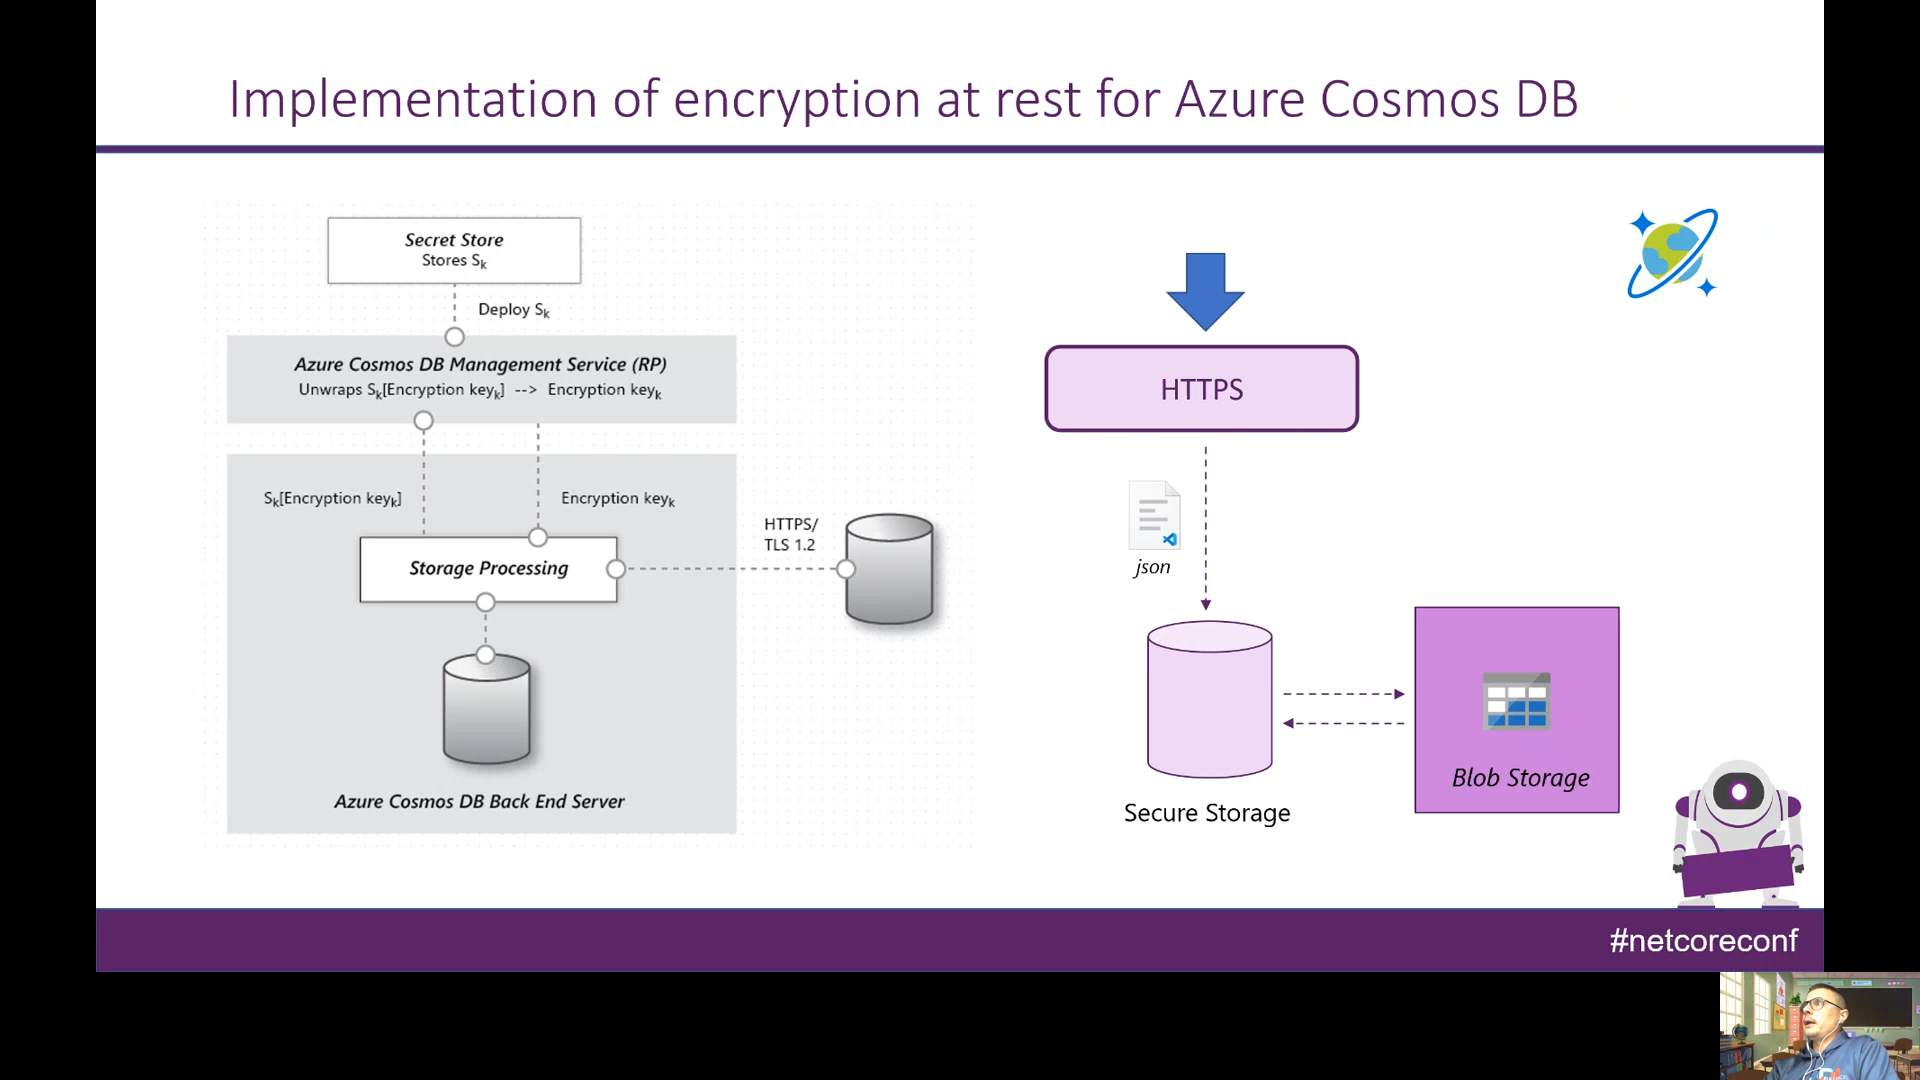 Implementation of encryption at rest for Azure Cosmos DB
Secret Store
Stores Sk
Deploy Sk
Azure Cosmos DB Management Service (RP)
Unwraps Sk[Encryption keyk] --> Encryption keyk
Sk[Encryption keyk]
Encryption keyk
Storage Processing
HTTPS/
TLS 1.2
Azure Cosmos DB Back End Server
HTTPS
json
Secure Storage
Blob Storage
#netcoreconf